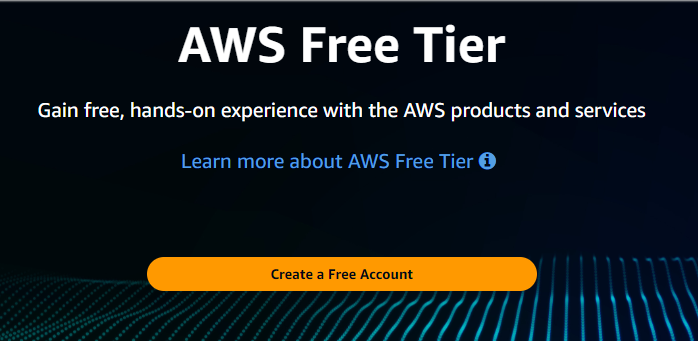 AWS Free Tier
Gain free, hands-on experience with the AWS products and services
Learn more about AWS Free Tier
Create a Free Account